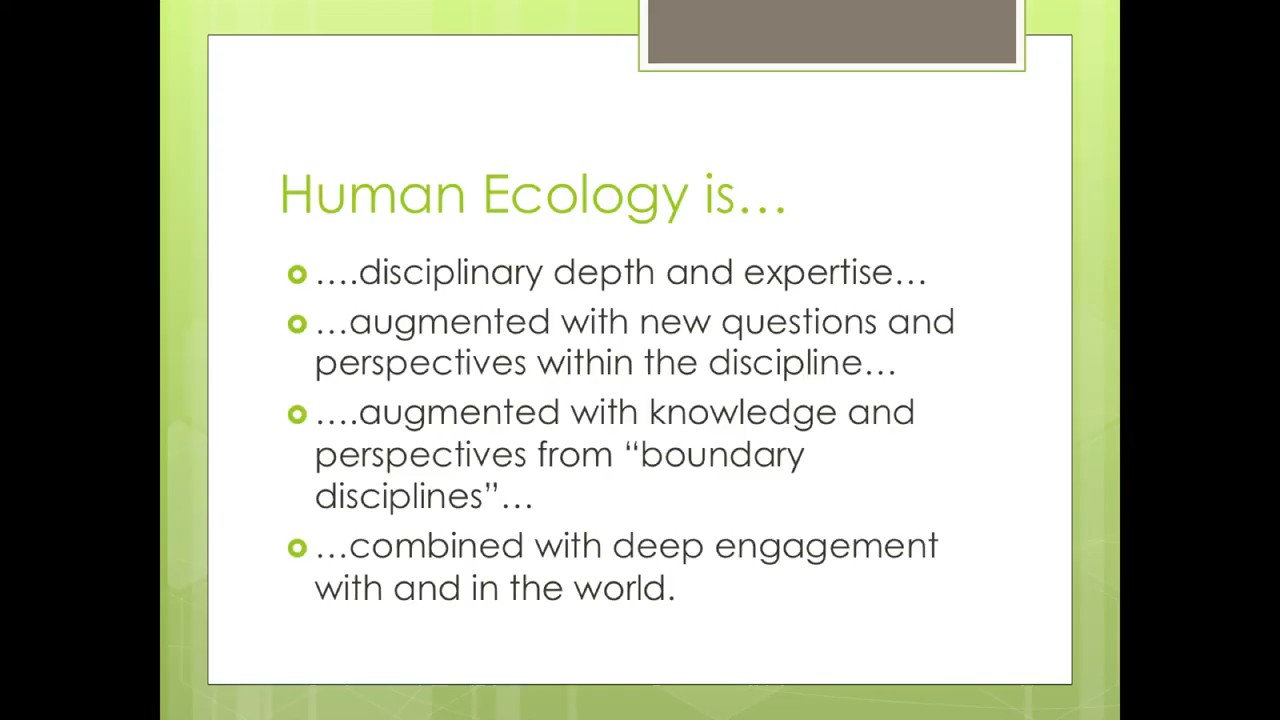 Human Ecology is…
….disciplinary depth and expertise…
…augmented with new questions and
perspectives within the discipline…
….augmented with knowledge and
perspectives from “boundary
disciplines”…
…combined with deep engagement
with and in the world.